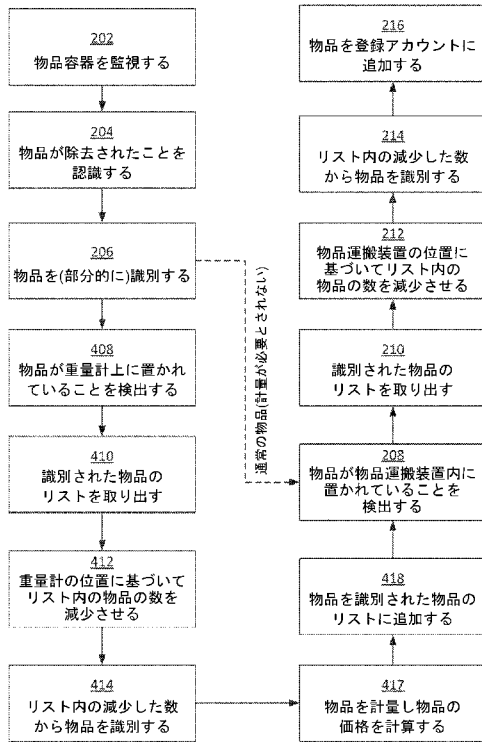 202
物品容器を監視する
204
物品が除去されたことを
認識する
206
物品を(部分的に)識別する
408
物品が重量計上に置かれ
ていることを検出する
410
識別された物品の
リストを取り出す
412
重量計の位置に基づいて
リスト内の物品の数を
減少させる
414
リスト内の減少した数
から物品を識別する
通常の物品(計量が必要とされない)
216
物品を登録アカウントに
追加する
214
リスト内の減少した数
から物品を識別する
212
物品運搬装置の位置に
基づいてリスト内の
物品の数を減少させる
210
識別された物品の
リストを取り出す
208
物品が物品運搬装置内に
置かれていることを
検出する
418
物品を識別された物品の
リストに追加する
417
物品を計量し物品の
価格を計算する